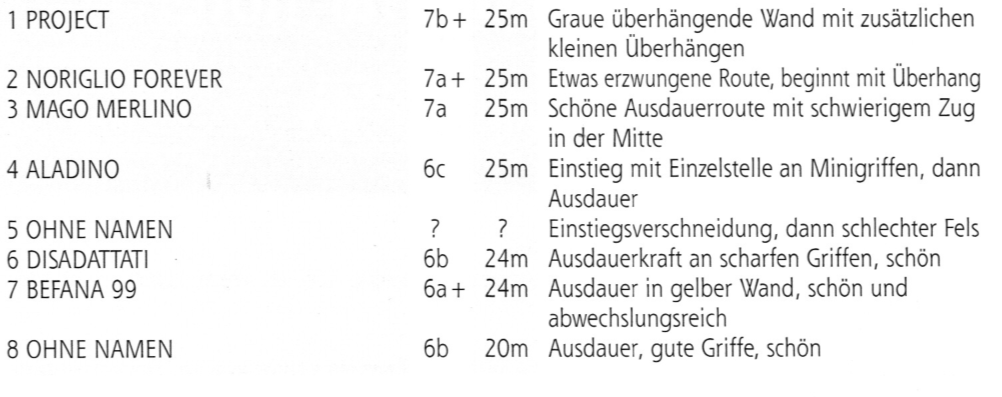 1 PROJECT 7b+ 25m Graue überhängende Wand mit zusätzlichen
kleinen Überhängen
2 NORIGLIO FOREVER 7a+ 25m Etwas erzwungene Route, beginnt mit Überhang
3 MAGO MERLINO 7a 25m Schöne Ausdauerroute mit schwierigem Zug
in der Mitte
4 ALADINO 6c 25m Einstieg mit Einzelstelle an Minigriffen, dann
Ausdauer
5 OHNE NAMEN ? ? Einstiegsverschneidung, dann schlechter Fels
6 DISADATTATI 6b 24m Ausdauerkraft an scharfen Griffen, schön
7 BEFANA 99 6a+ 24m Ausdauer in gelber Wand, schön und
abwechslungsreich
8 OHNE NAMEN 6b 20m Ausdauer, gute Griffe, schön